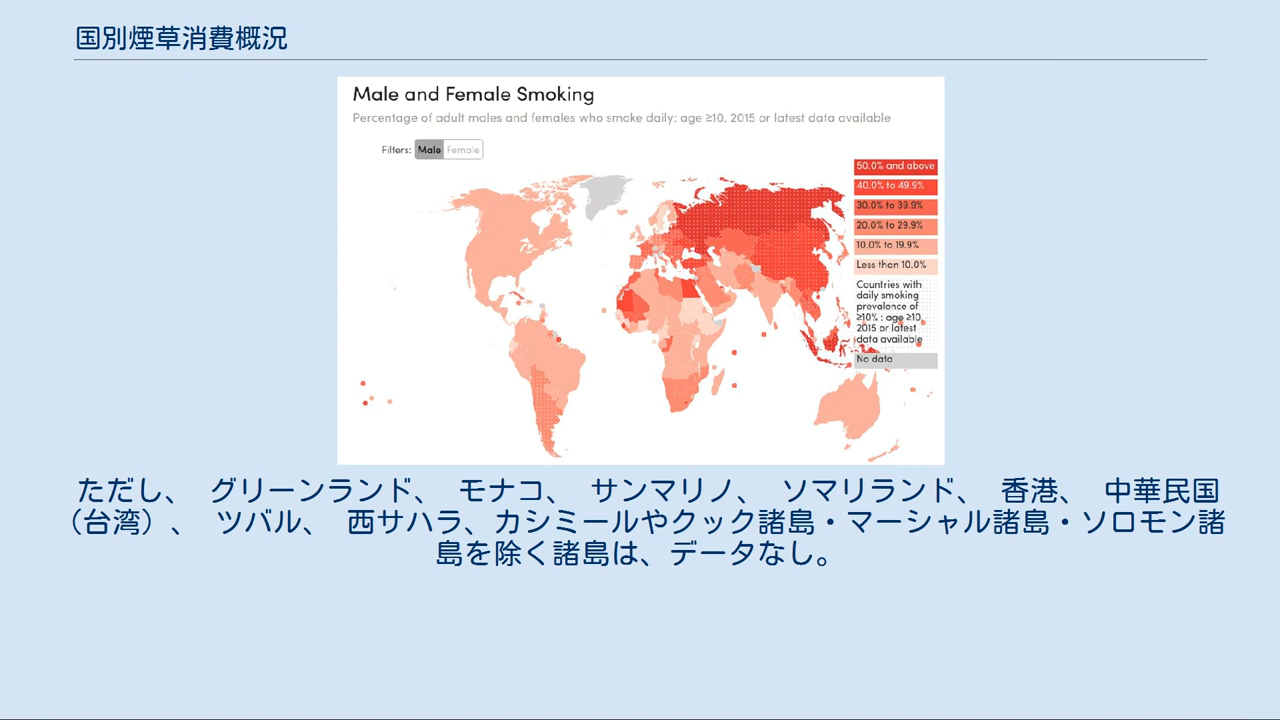 国別煙草消費概況
Male and Female Smoking
Percentage of adult males and females who smoke daily: age ≥10, 2015 or latest data available
Filters: Male Female
50.0% and above
40.0% to 49.9%
30.0% to 39.9%
20.0% to 29.9%
10.0% to 19.9%
Less than 10.0%
Countries with
daily smoking
prevalence of
≥10% : age ≥10
2015 or latest
data available
No data
ただし、 グリーンランド、 モナコ、 サンマリノ、 ソマリランド、 香港、 中華民国
（台湾）、 ツバル、 西サハラ、カシミールやクック諸島・マーシャル諸島・ソロモン諸
島を除く諸島は、データなし。